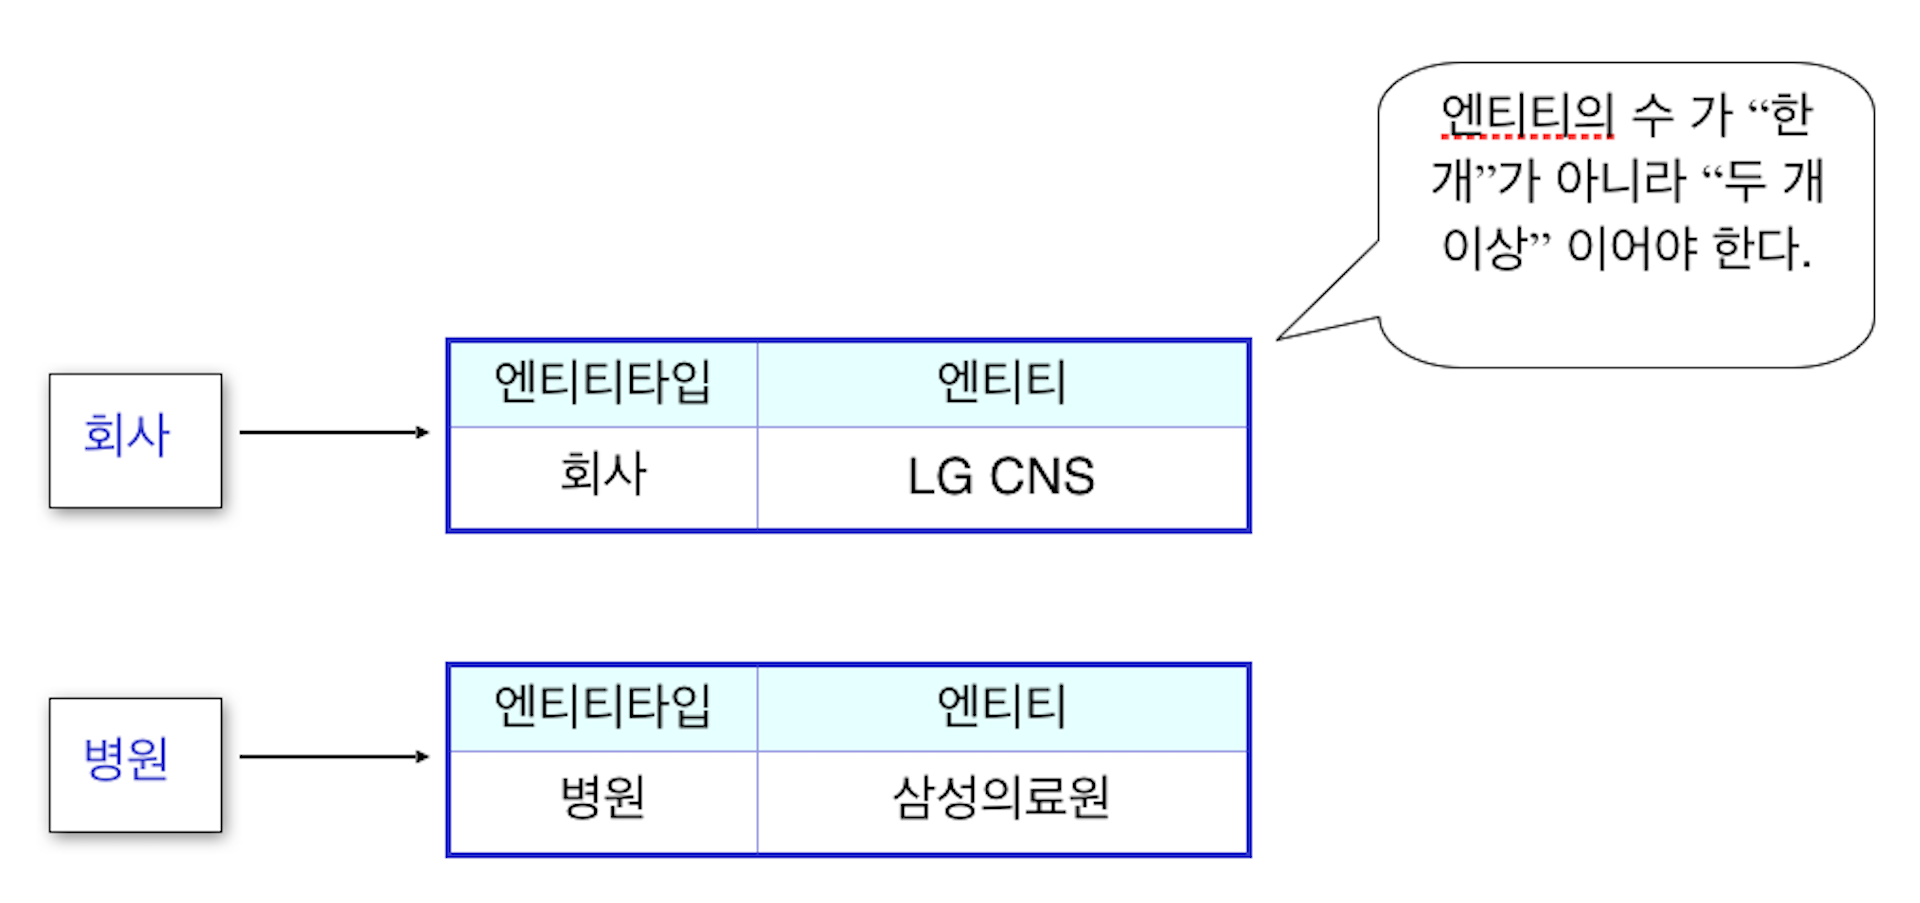 엔티티의 수 가 “한
개”가 아니라 “두 개
이상” 이어야 한다.
회사
엔티티타입 엔티티
회사 LG CNS
병원
엔티티타입 엔티티
병원 삼성의료원